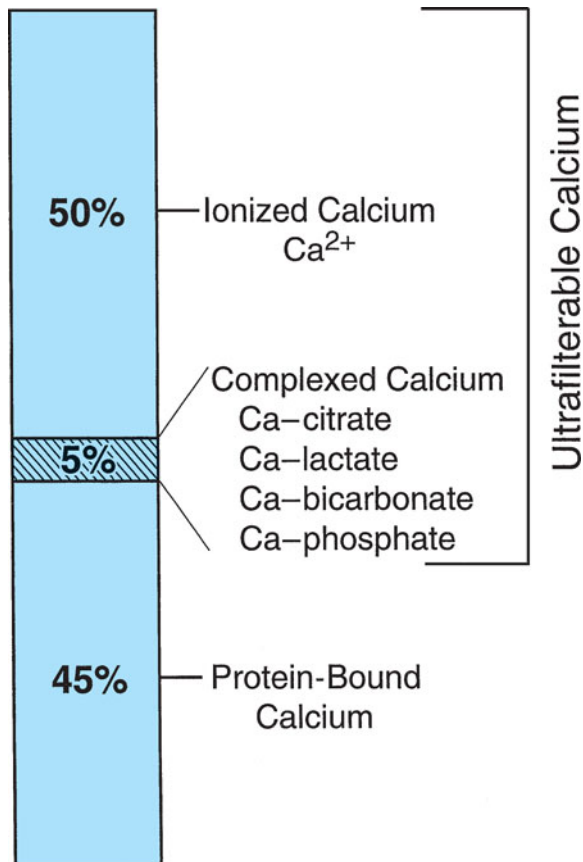 50%
Ionized Calcium
Ca²⁺
Complexed Calcium
Ca–citrate
5%
Ca–lactate
Ca–bicarbonate
Ca–phosphate
45%
Protein-Bound
Calcium
Ultrafilterable Calcium